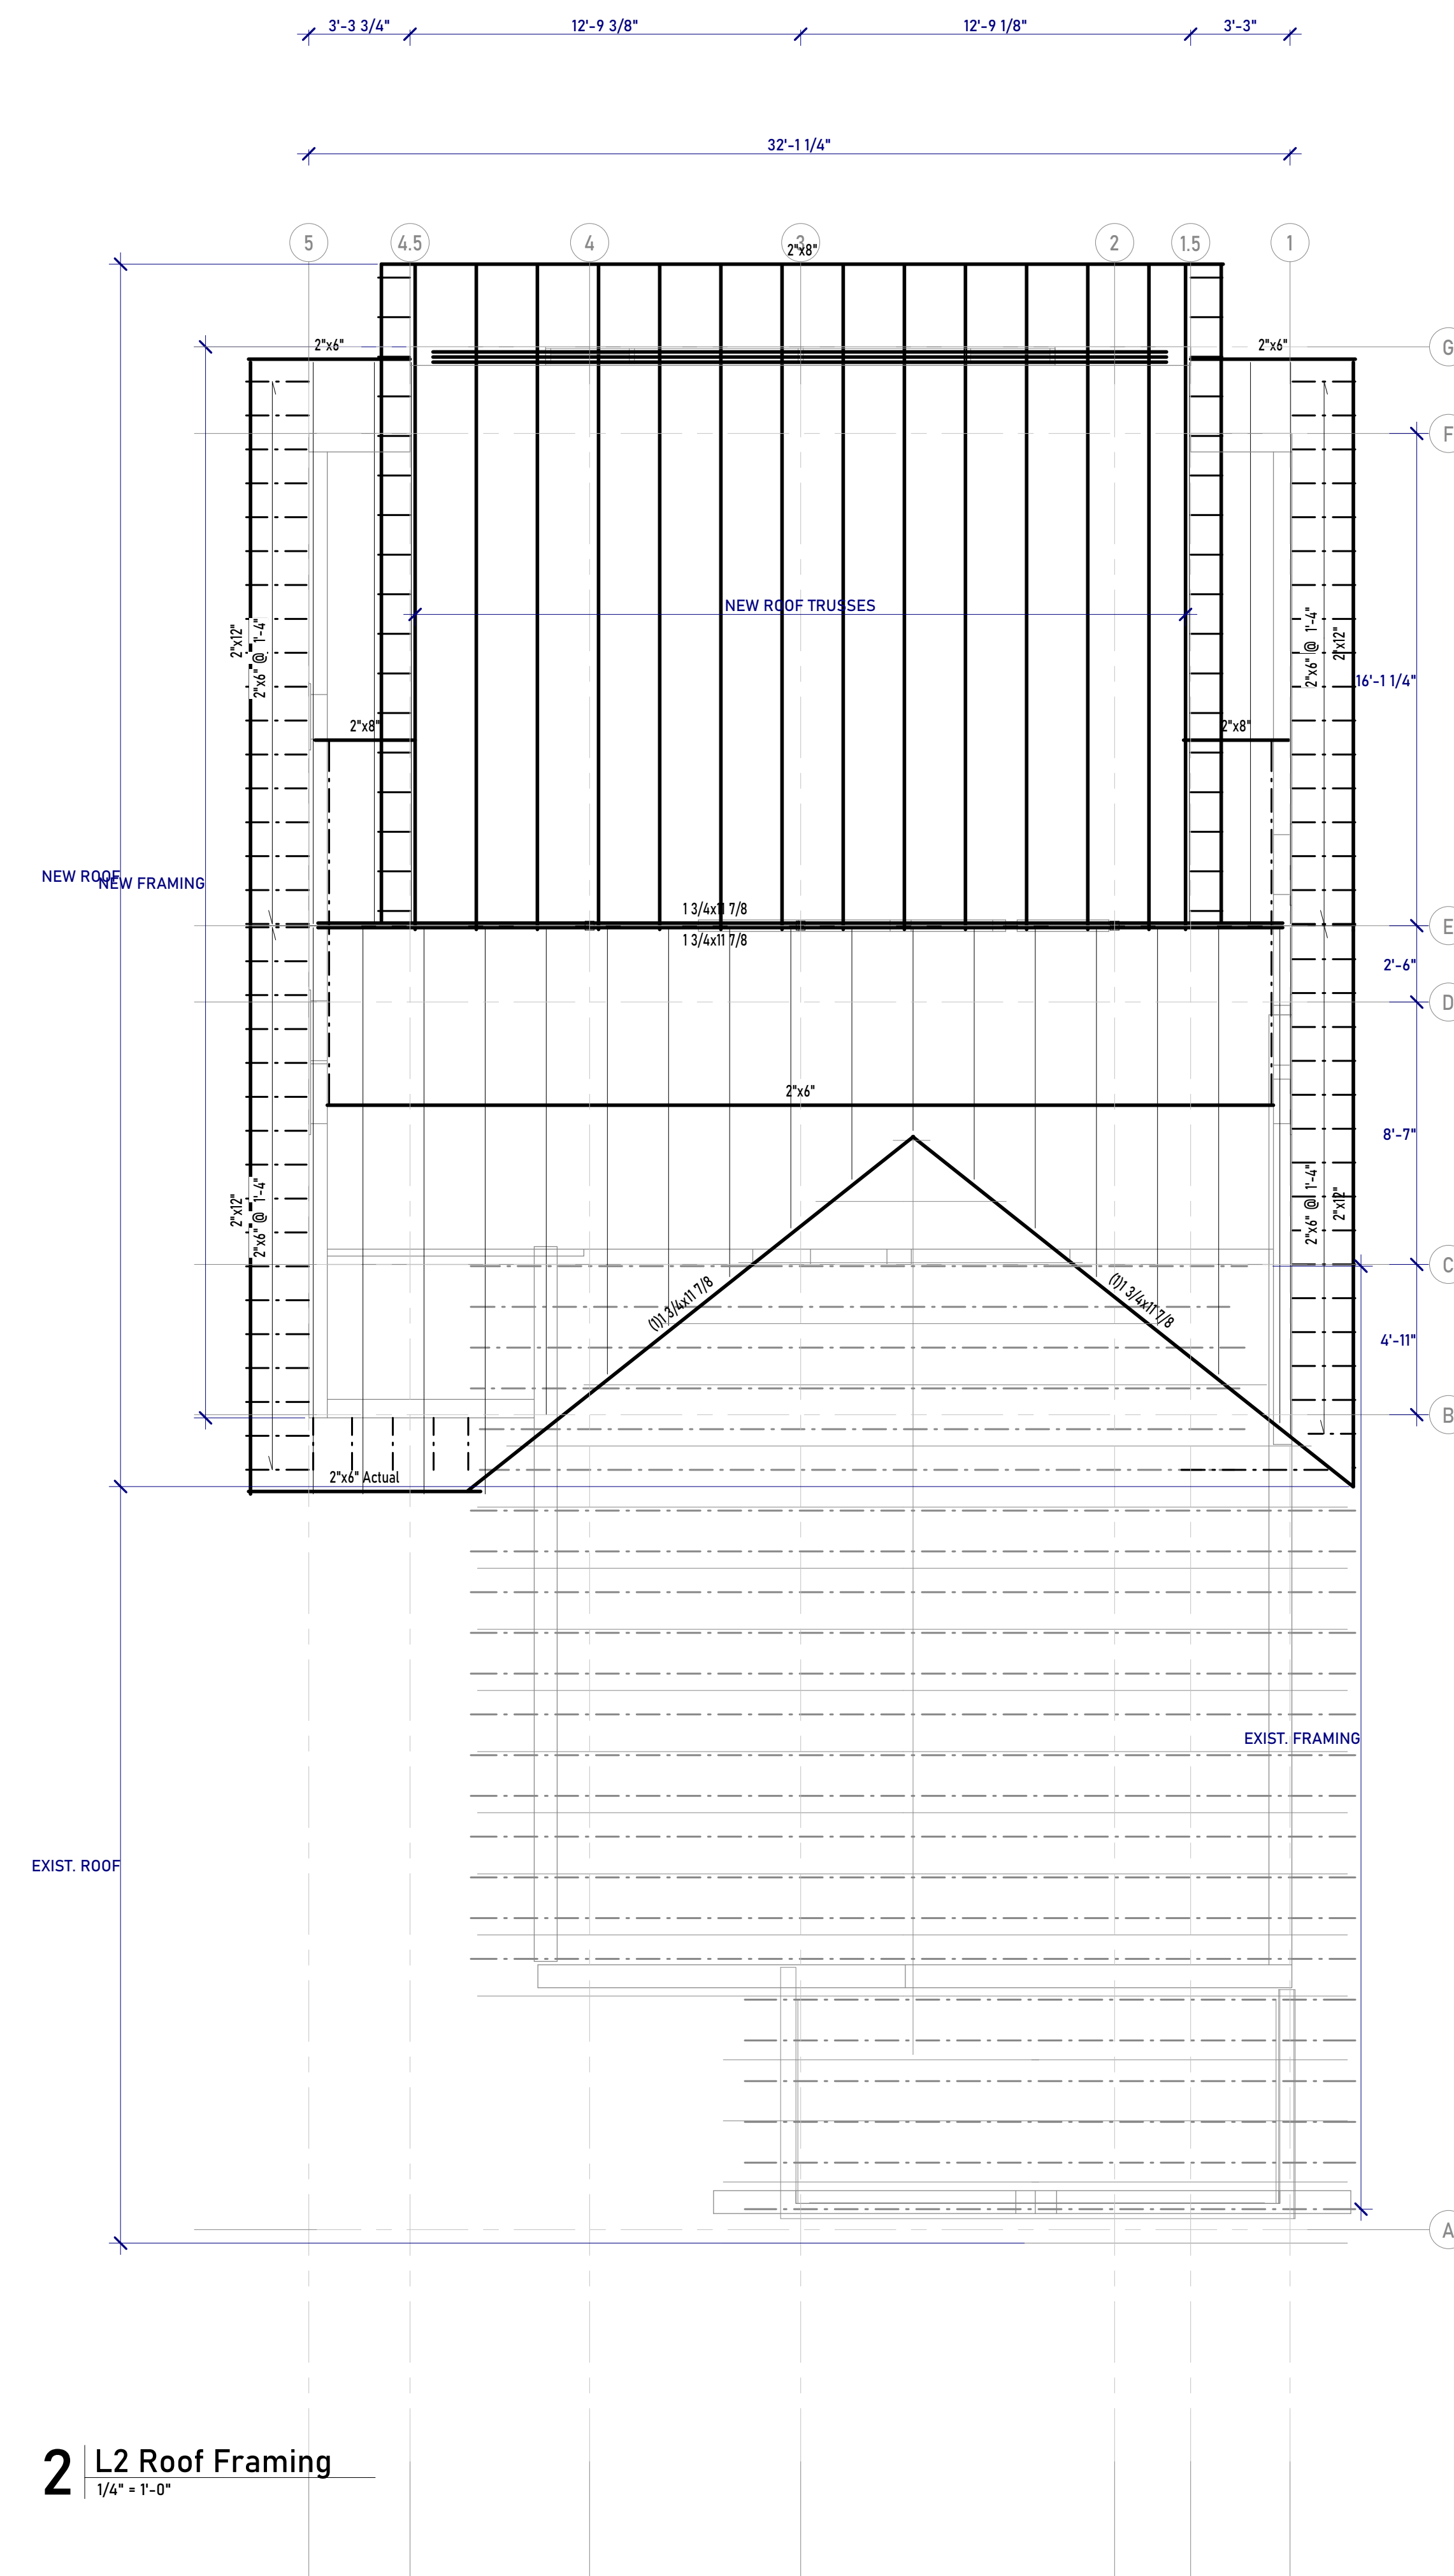 3'-3 3/4" 12'-9 3/8" 12'-9 1/8" 3'-3"
32'-1 1/4"
5 4.5 4 3 2 1.5 1
2"x8"
2"x6" 2"x6"
G
F
NEW ROOF TRUSSES
2"x12" 2"x6" @ 1'-4" 2"x6" @ 1'-4" 2"x12"
16'-1 1/4"
2"x8" 2"x8"
NEW ROOF
NEW FRAMING
1 3/4x11 7/8
E
1 3/4x11 7/8
2'-6"
D
2"x6"
8'-7"
2"x12" 2"x6" @ 1'-4" 2"x6" @ 1'-4" 2"x12"
C
(1)1 3/4x11 7/8 (1)1 3/4x11 7/8
4'-11"
B
2"x6" Actual
EXIST. FRAMING
EXIST. ROOF
A
2 L2 Roof Framing
1/4" = 1'-0"